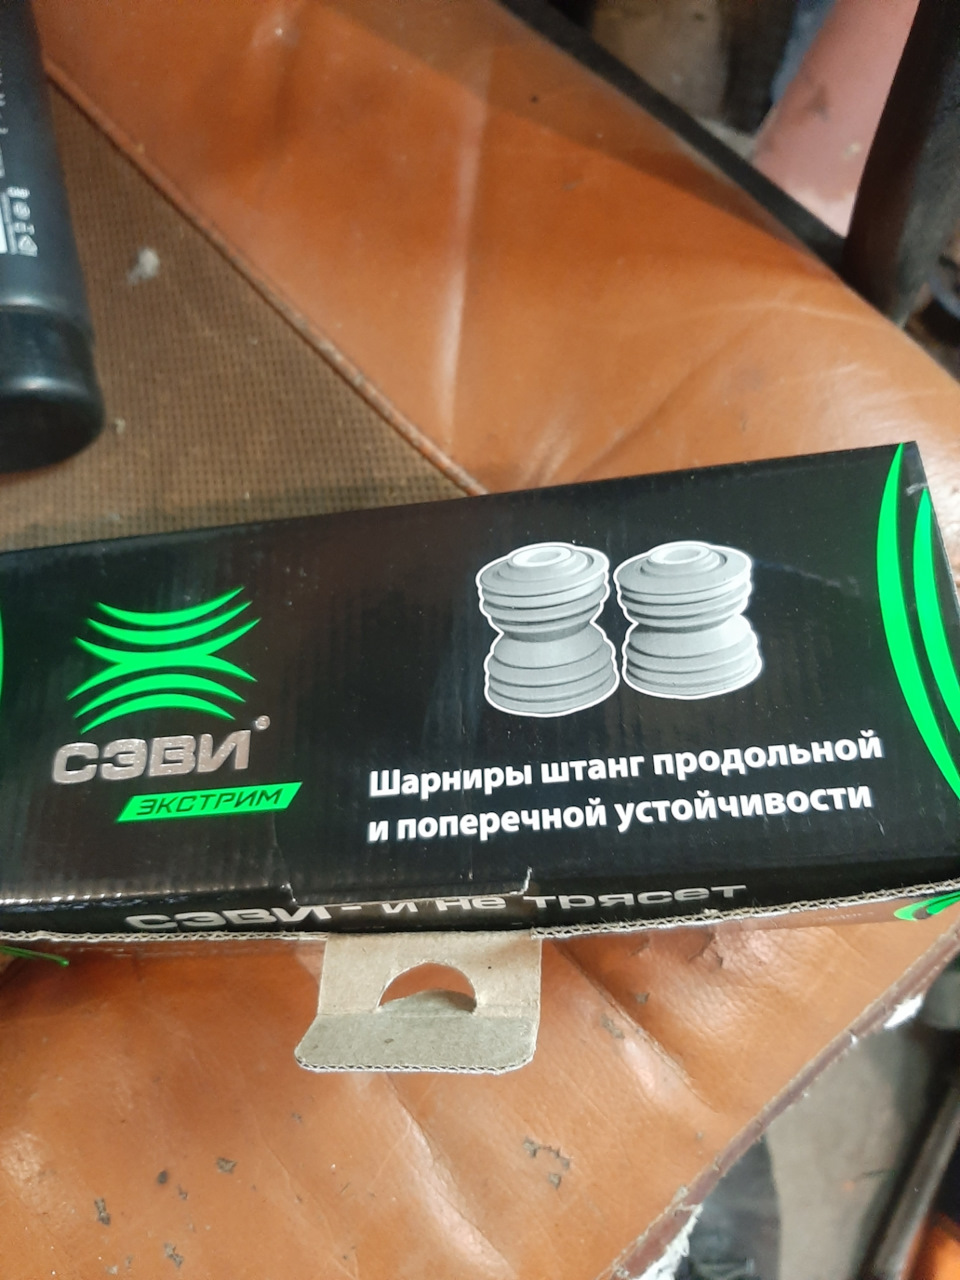 СЭВИ®
ЭКСТРИМ
Шарниры штанг продольной
и поперечной устойчивости
СЭВИ - и не трясет